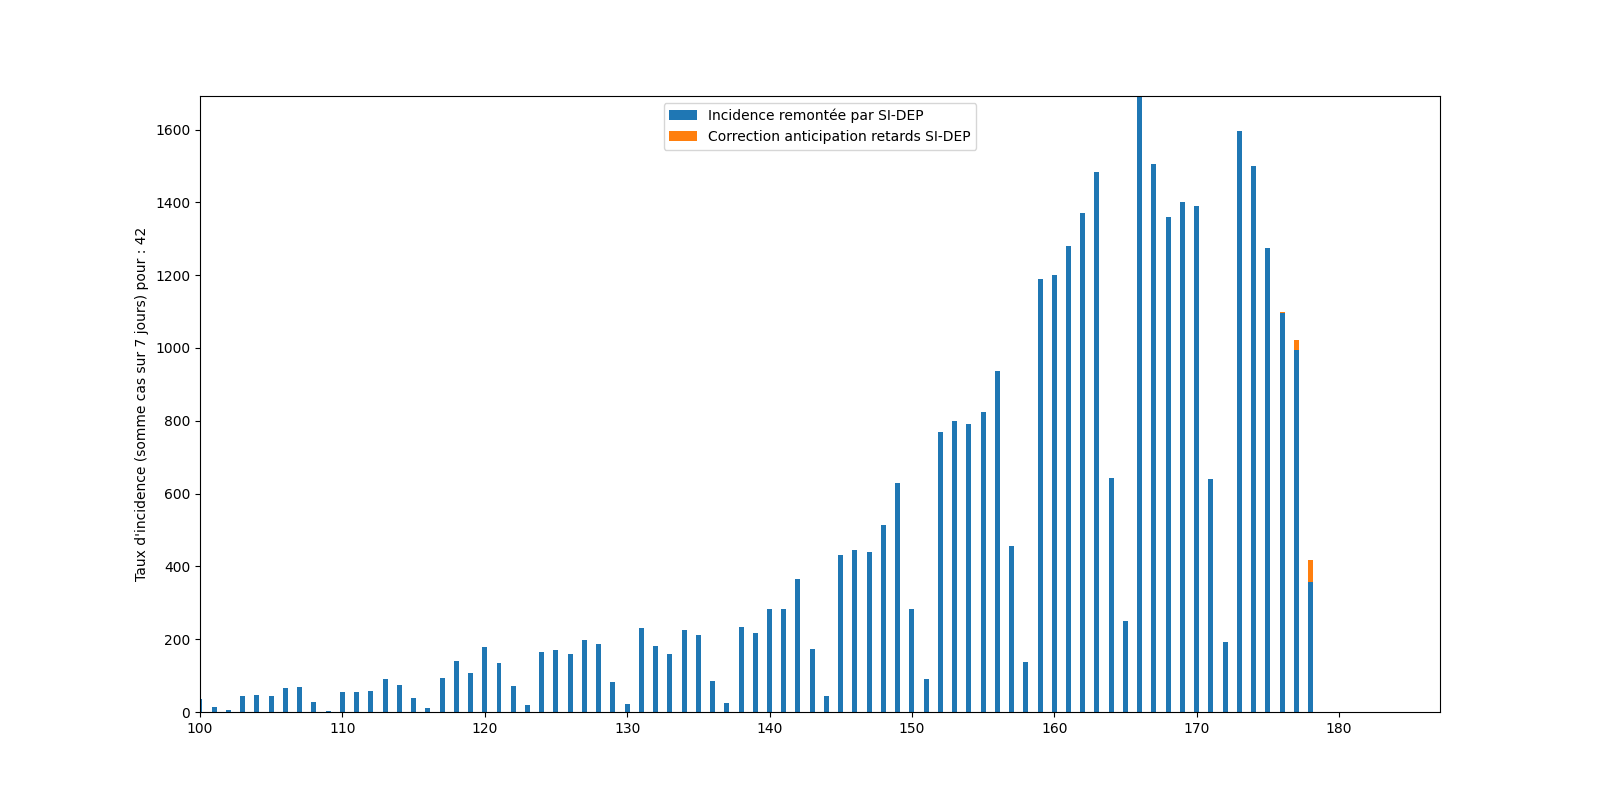 Incidence remontée par SI-DEP
Correction anticipation retards SI-DEP
Taux d'incidence (somme cas sur 7 jours) pour : 42
1600
1400
1200
1000
800
600
400
200
0
100 110 120 130 140 150 160 170 180